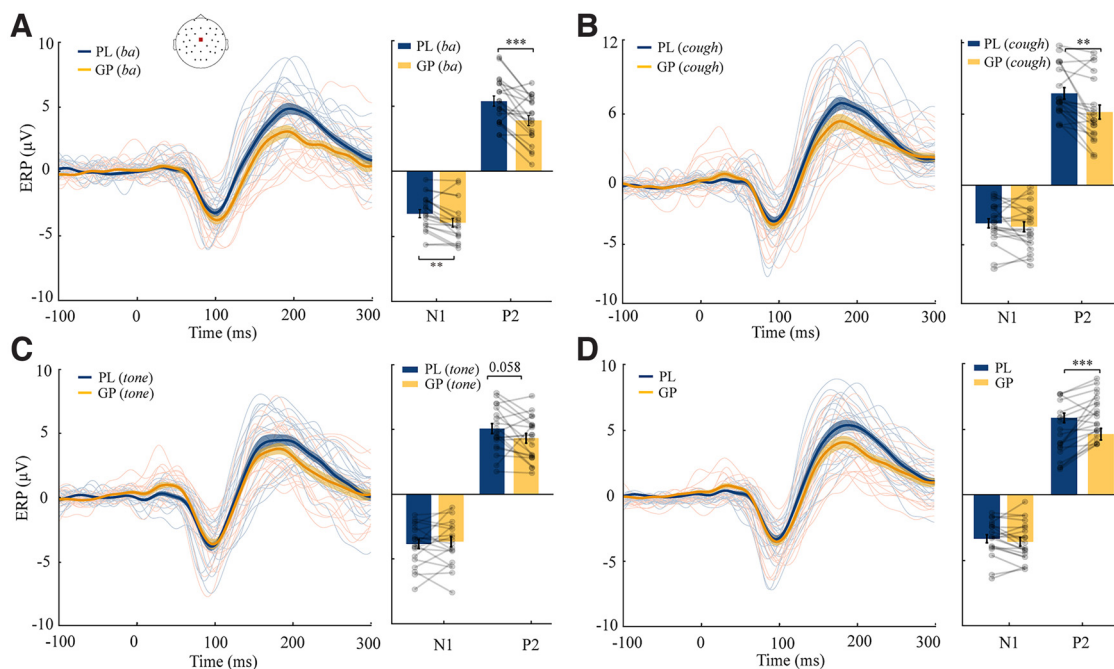 A
PL (ba)
GP (ba)
10
5
0
-5
-10
ERP (μV)
-100 0 100 200 300
Time (ms)
PL (ba)
GP (ba)
***
**
N1 P2
B
PL (cough)
GP (cough)
12
6
0
-5
-10
-100 0 100 200 300
Time (ms)
PL (cough)
GP (cough)
**
N1 P2
C
PL (tone)
GP (tone)
10
5
0
-5
-10
ERP (μV)
-100 0 100 200 300
Time (ms)
PL (tone)
GP (tone)
0.058
N1 P2
D
PL
GP
10
5
0
-5
-10
-100 0 100 200 300
Time (ms)
PL
GP
***
N1 P2